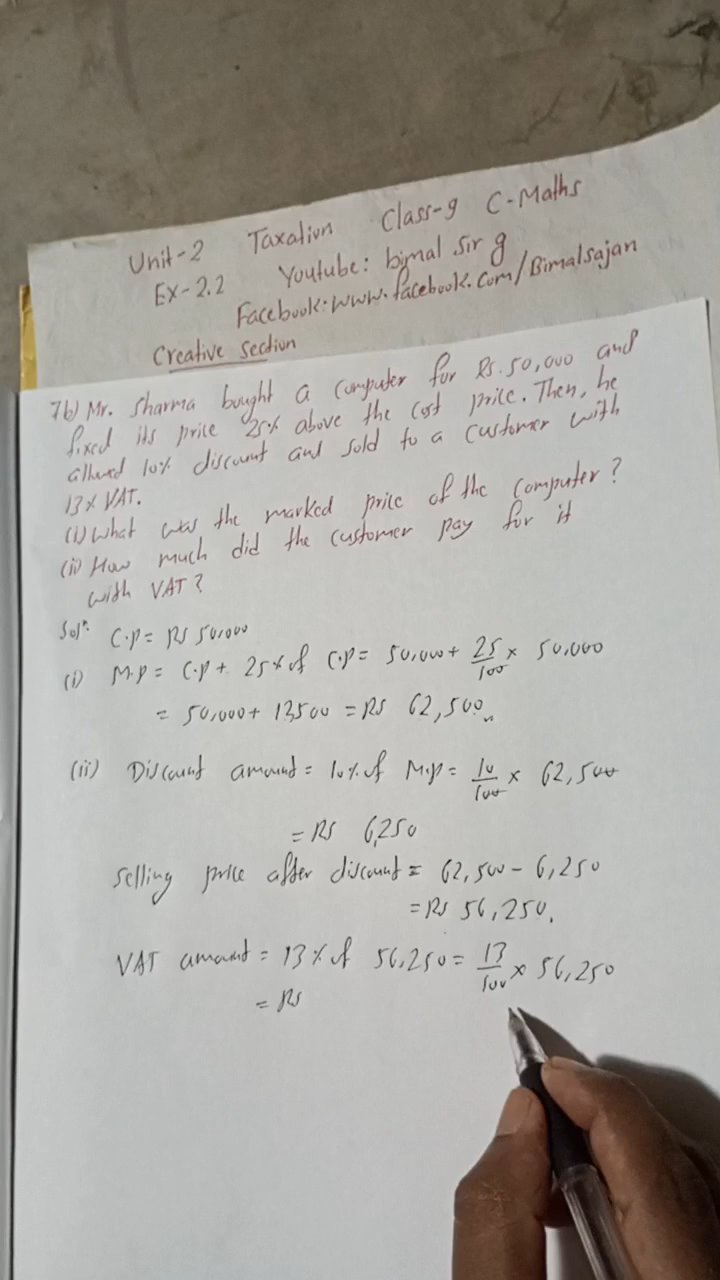 Unit-2 Taxation Class-9 C-Maths
Ex-2.2 Youtube: bimal sir g
Facebook:www.facebook.com/Bimalsajan
Creative section
7b) Mr. Sharma bought a computer for Rs.50,000 and
fixed its price 25% above the cost price. Then, he
allowed 10% discount and sold to a customer with
13% VAT.
(i) What was the marked price of the computer?
(ii) How much did the customer pay for it
with VAT?
Solⁿ: C.P = Rs 50,000
(i) M.P = C.P + 25% of C.P = 50,000 + 25/100 × 50,000
= 50,000 + 12500 = Rs 62,500
(ii) Discount amount = 10% of M.P = 10/100 × 62,500
= Rs 6,250
Selling price after discount = 62,500 - 6,250
= Rs 56,250.
VAT amount = 13% of 56,250 = 13/100 × 56,250
= Rs